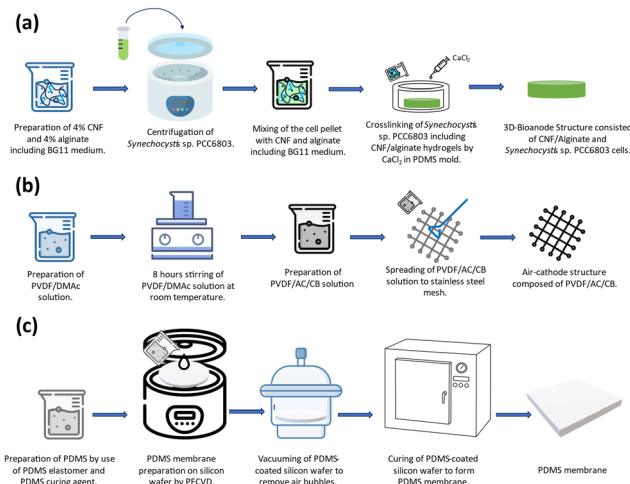 (a)
CaCl2
Preparation of 4% CNF
and 4% alginate
including BG11 medium.
Centrifugation of
Synechocystis sp. PCC6803.
Mixing of the cell pellet
with CNF and alginate
including BG11 medium.
Crosslinking of Synechocystis
sp. PCC6803 including
CNF/alginate hydrogels by
CaCl2 in PDMS mold.
3D-Bioanode Structure consisted
of CNF/Alginate and
Synechocystis sp. PCC6803 cells.
(b)
Preparation of
PVDF/DMAc
solution.
8 hours stirring of
PVDF/DMAc solution at
room temperature.
Preparation of
PVDF/AC/CB solution
Spreading of PVDF/AC/CB
solution to stainless steel
mesh.
Air-cathode structure
composed of PVDF/AC/CB.
(c)
Preparation of PDMS by use
of PDMS elastomer and
PDMS curing agent.
PDMS membrane
preparation on silicon
wafer by PECVD.
Vacuuming of PDMS-
coated silicon wafer to
remove air bubbles.
Curing of PDMS-coated
silicon wafer to form
PDMS membrane.
PDMS membrane